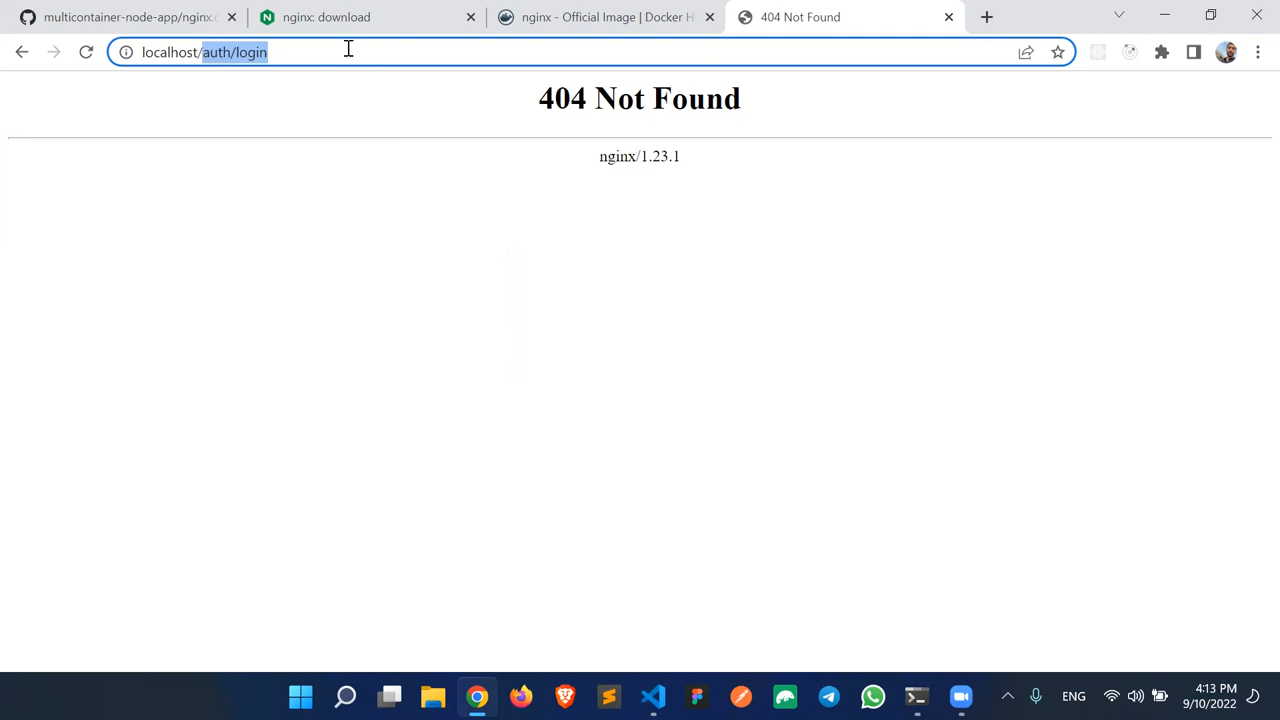 multicontainer-node-app/nginx.c
nginx: download
nginx - Official Image | Docker H
404 Not Found
localhost/auth/login
404 Not Found
nginx/1.23.1
ENG
4:13 PM
9/10/2022